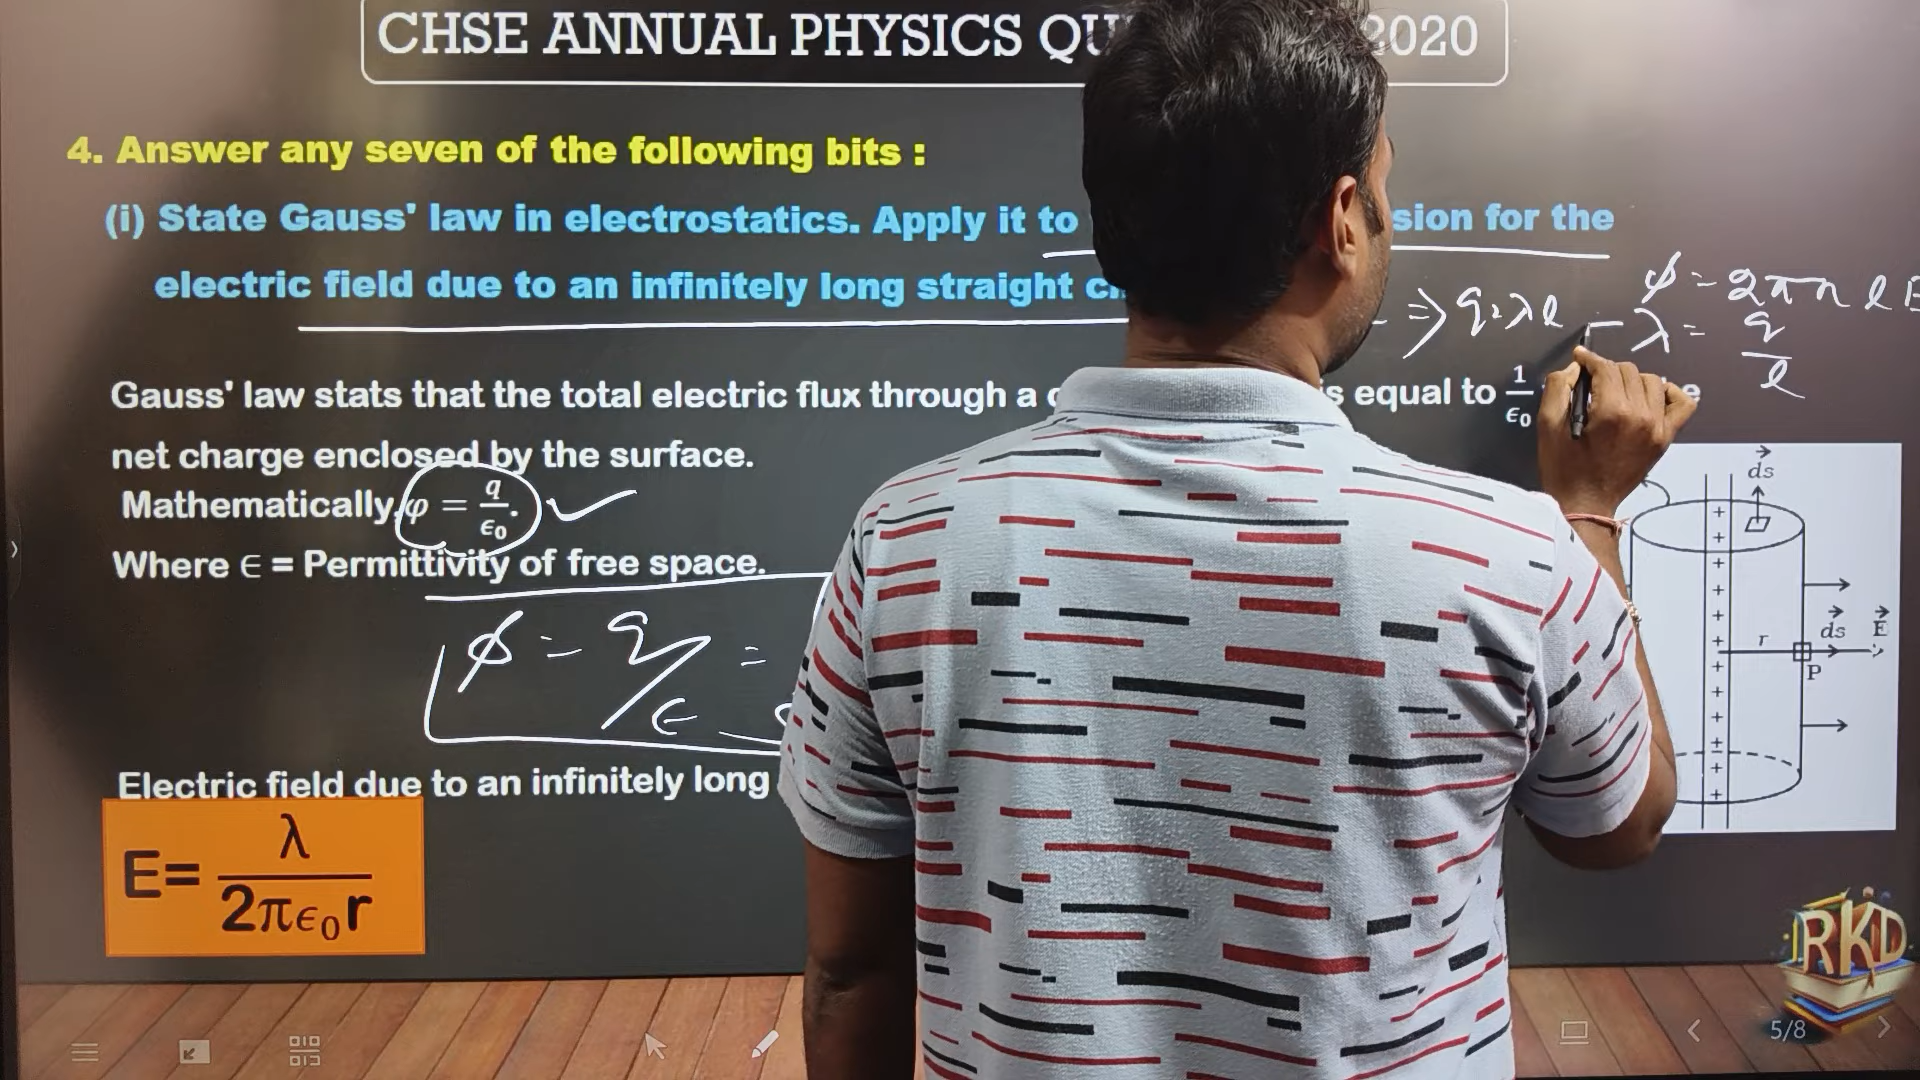 CHSE ANNUAL PHYSICS QU 2020
4. Answer any seven of the following bits :
(i) State Gauss' law in electrostatics. Apply it to sion for the
electric field due to an infinitely long straight
ϕ = 2πr l E
⇒ q = λl
λ = q/l
Gauss' law stats that the total electric flux through a is equal to 1/ϵ0
net charge enclosed by the surface.
Mathematically, φ = q/ϵ0.
Where ϵ = Permittivity of free space.
ϕ = q/ϵ =
Electric field due to an infinitely long
E= λ/2πϵ0r
ds
r
ds
E
P
RKD
5/8